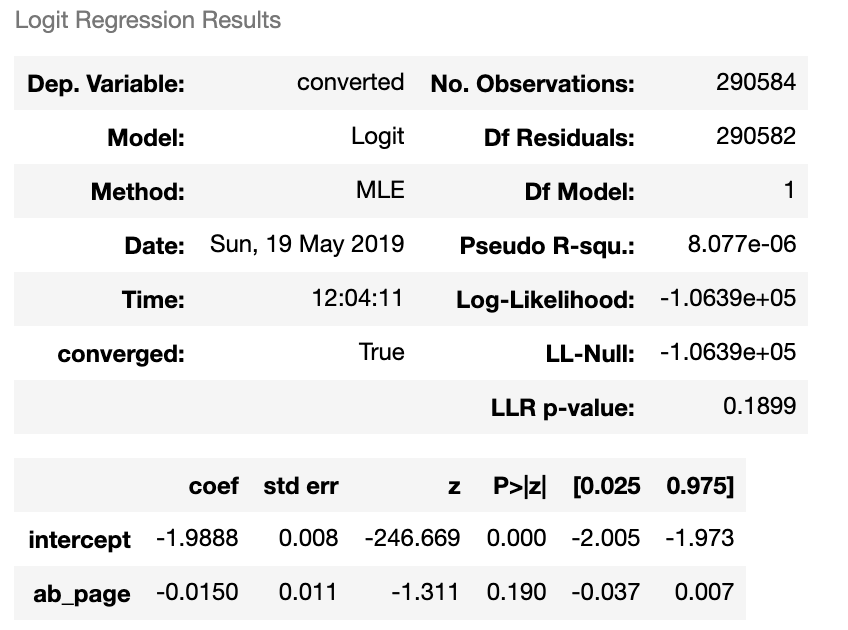 Logit Regression Results
Dep. Variable: converted No. Observations: 290584
Model: Logit Df Residuals: 290582
Method: MLE Df Model: 1
Date: Sun, 19 May 2019 Pseudo R-squ.: 8.077e-06
Time: 12:04:11 Log-Likelihood: -1.0639e+05
converged: True LL-Null: -1.0639e+05
LLR p-value: 0.1899
coef std err z P>|z| [0.025 0.975]
intercept -1.9888 0.008 -246.669 0.000 -2.005 -1.973
ab_page -0.0150 0.011 -1.311 0.190 -0.037 0.007